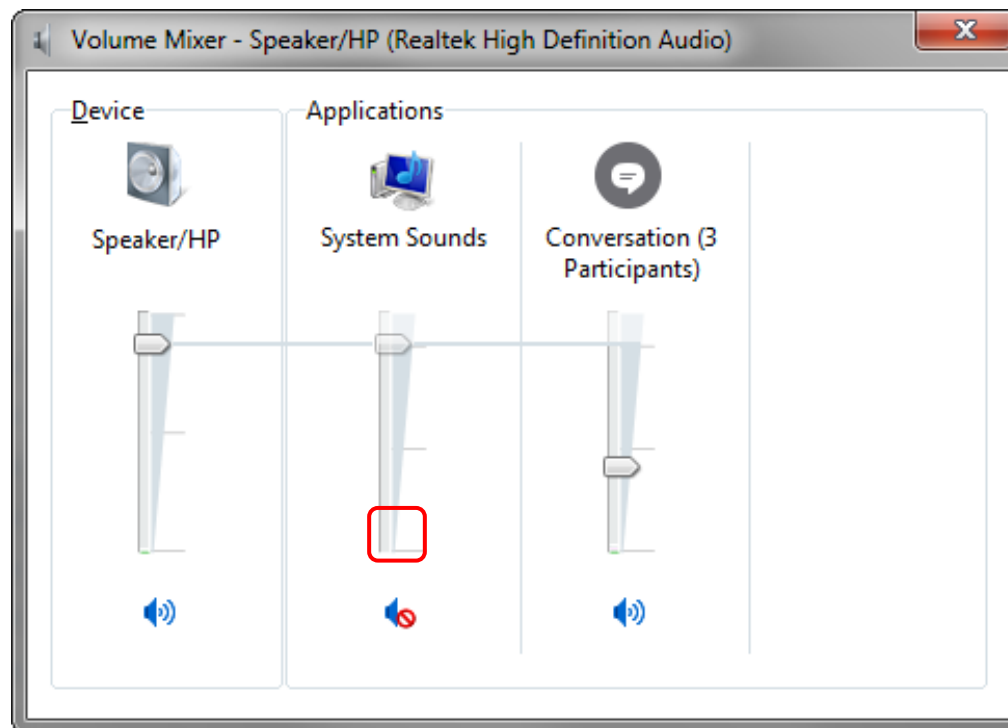 Volume Mixer - Speaker/HP (Realtek High Definition Audio)
Device
Applications
Speaker/HP
System Sounds
Conversation (3
Participants)